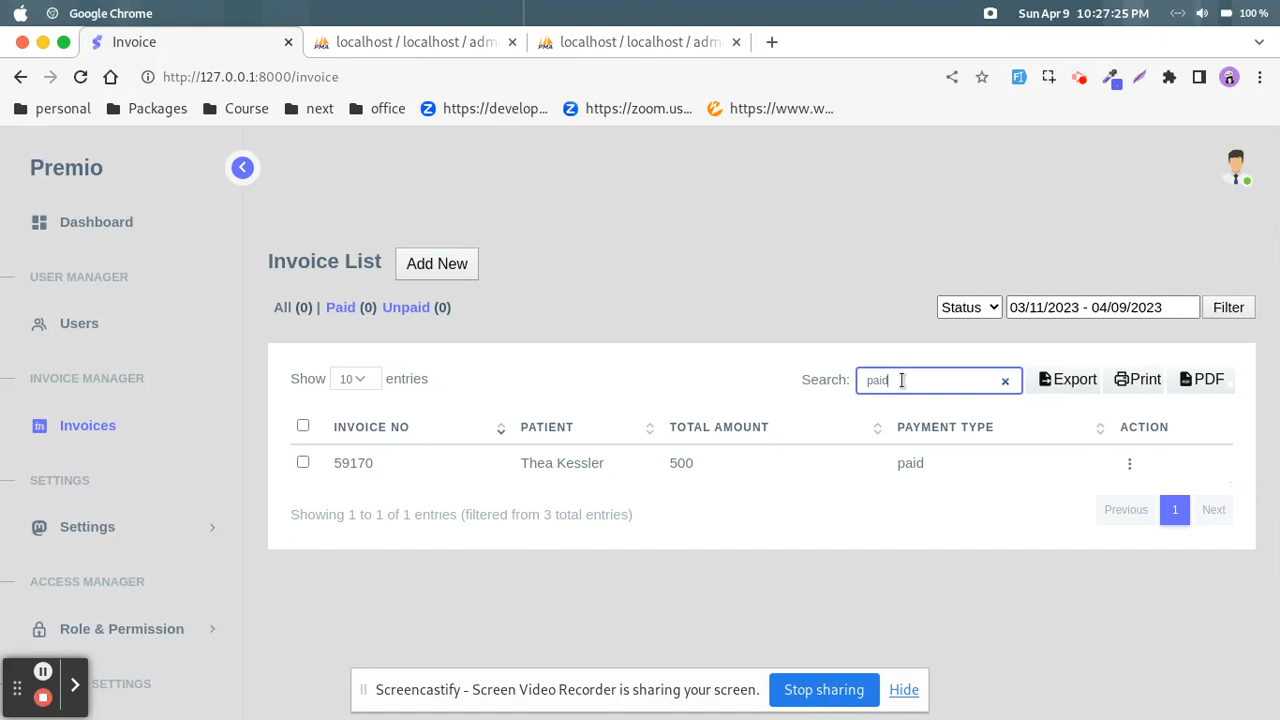 Google Chrome
Sun Apr 9 10:27:25 PM
100 %
Invoice
localhost / localhost / adm
localhost / localhost / adm
http://127.0.0.1:8000/invoice
personal
Packages
Course
next
office
https://develop...
https://zoom.us...
https://www.w...
Premio
Dashboard
USER MANAGER
Users
INVOICE MANAGER
Invoices
SETTINGS
Settings
ACCESS MANAGER
Role & Permission
SETTINGS
Invoice List
Add New
All (0) | Paid (0) Unpaid (0)
Status
03/11/2023 - 04/09/2023
Filter
Show 10 entries
Search: paid
Export
Print
PDF
INVOICE NO PATIENT TOTAL AMOUNT PAYMENT TYPE ACTION
59170 Thea Kessler 500 paid
Showing 1 to 1 of 1 entries (filtered from 3 total entries)
Previous 1 Next
Screencastify - Screen Video Recorder is sharing your screen.
Stop sharing
Hide